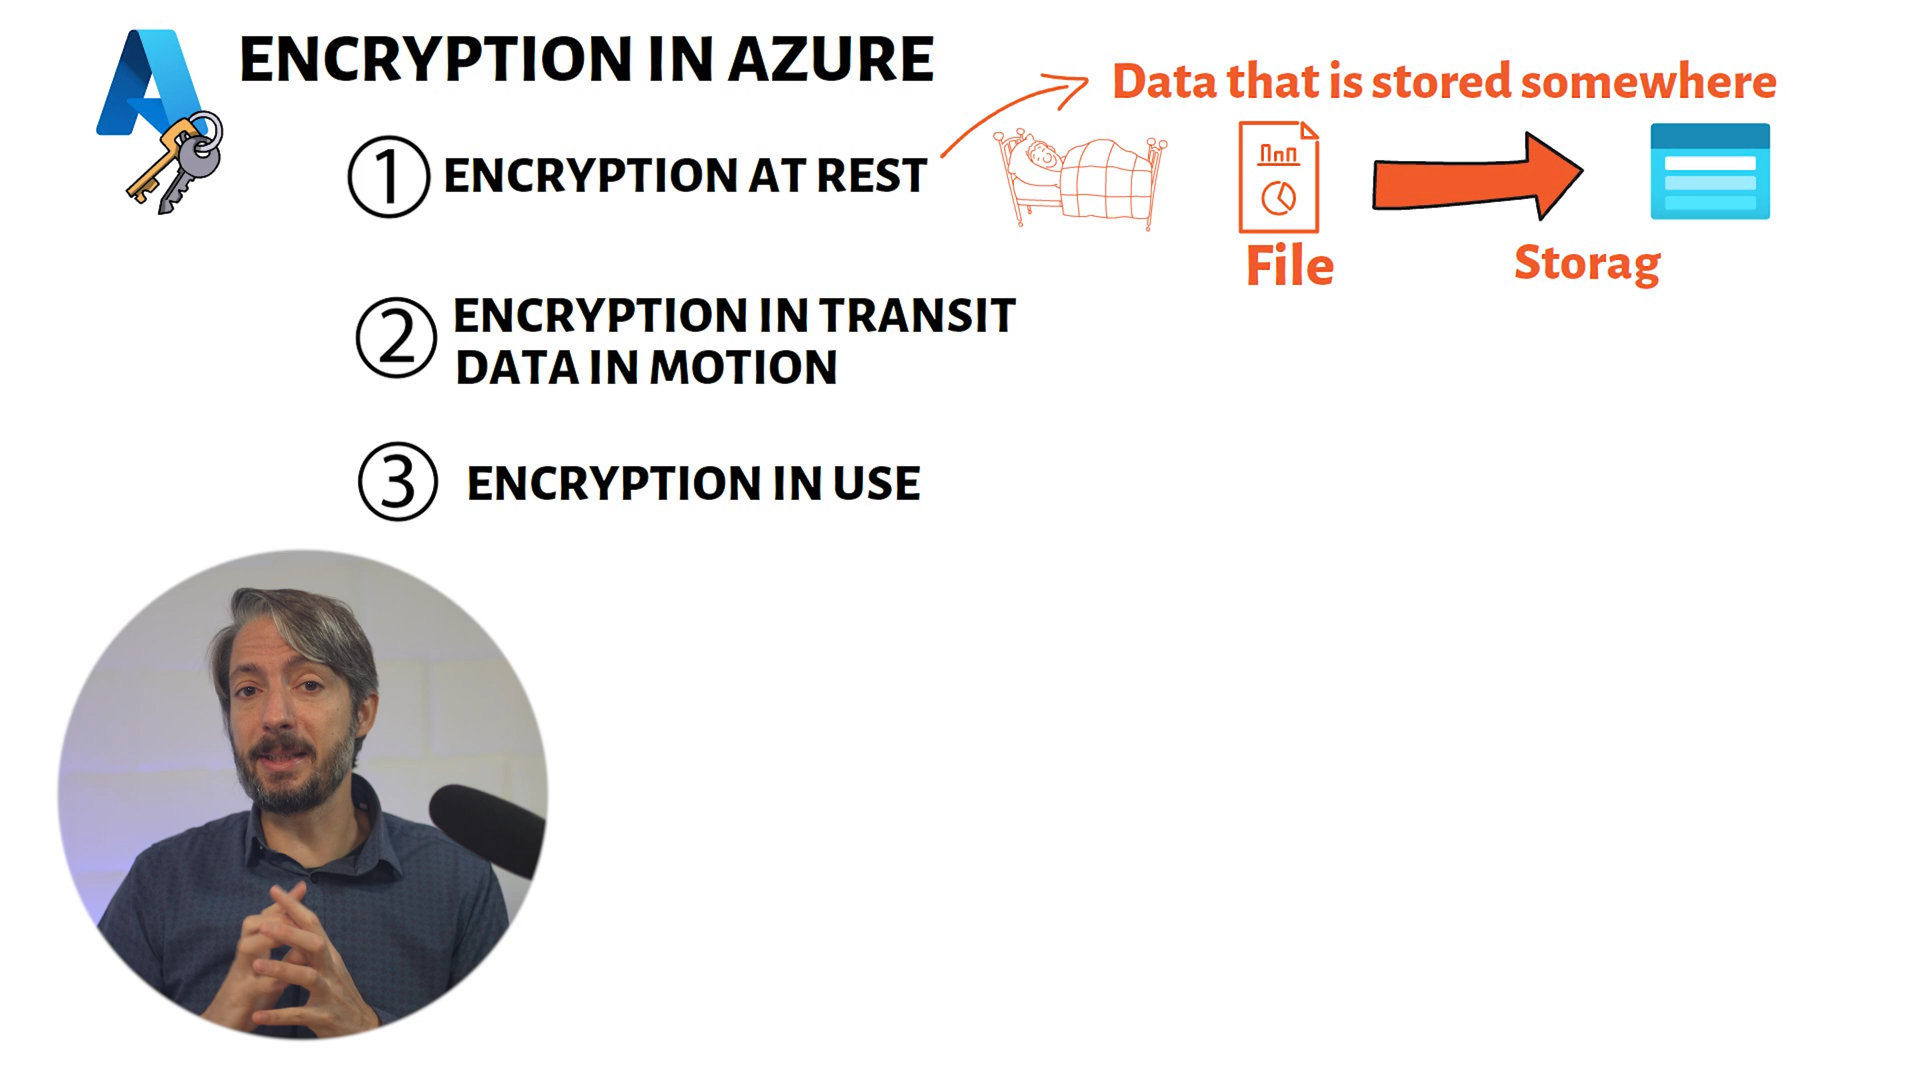 ENCRYPTION IN AZURE
Data that is stored somewhere
1 ENCRYPTION AT REST
File
Storag
2 ENCRYPTION IN TRANSIT
DATA IN MOTION
3 ENCRYPTION IN USE